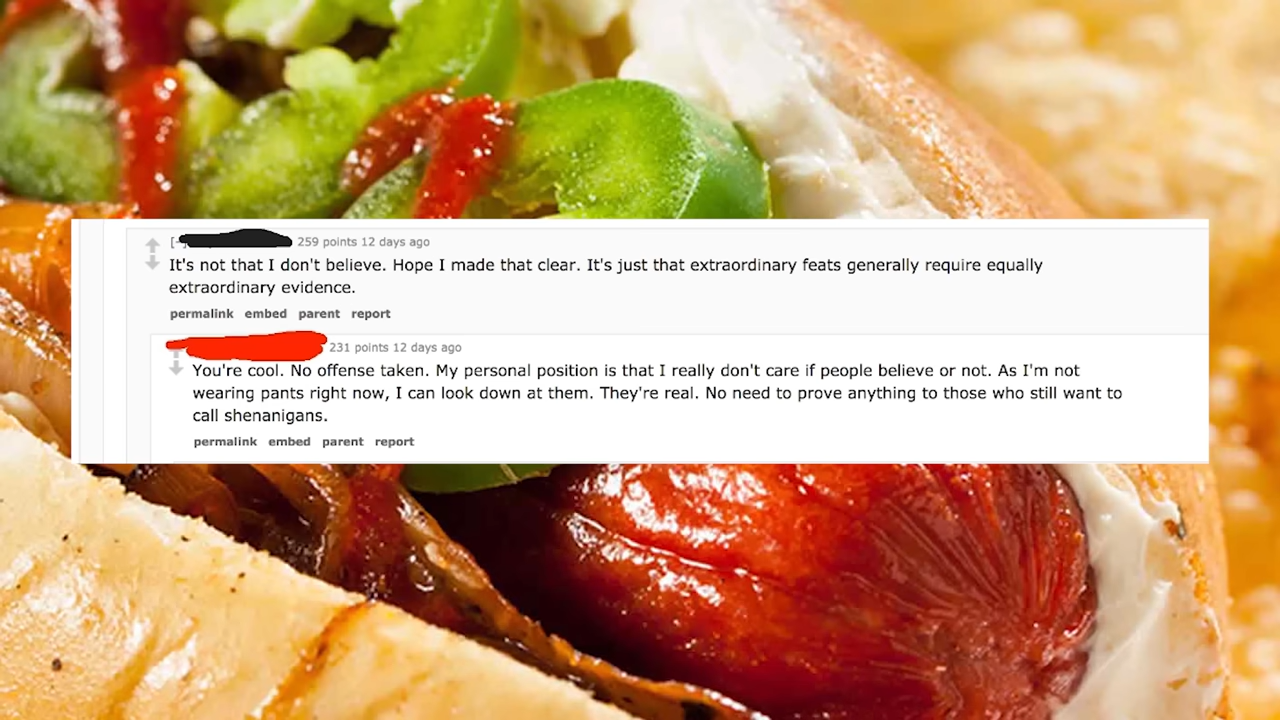 [-] 259 points 12 days ago
It's not that I don't believe. Hope I made that clear. It's just that extraordinary feats generally require equally
extraordinary evidence.
permalink embed parent report
231 points 12 days ago
You're cool. No offense taken. My personal position is that I really don't care if people believe or not. As I'm not
wearing pants right now, I can look down at them. They're real. No need to prove anything to those who still want to
call shenanigans.
permalink embed parent report